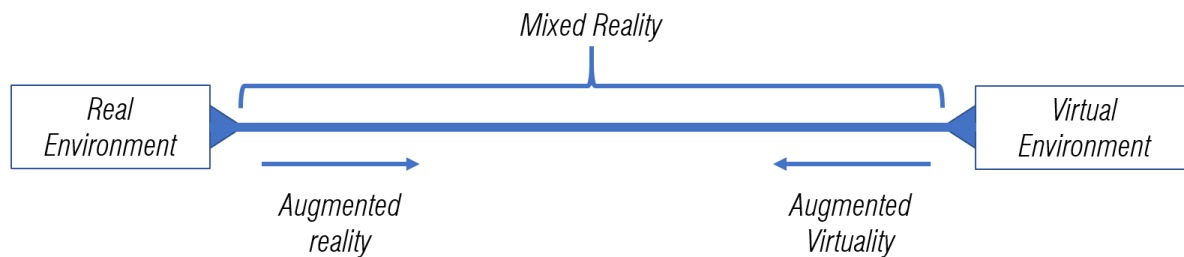 Mixed Reality
Real
Environment
Virtual
Environment
Augmented
reality
Augmented
Virtuality